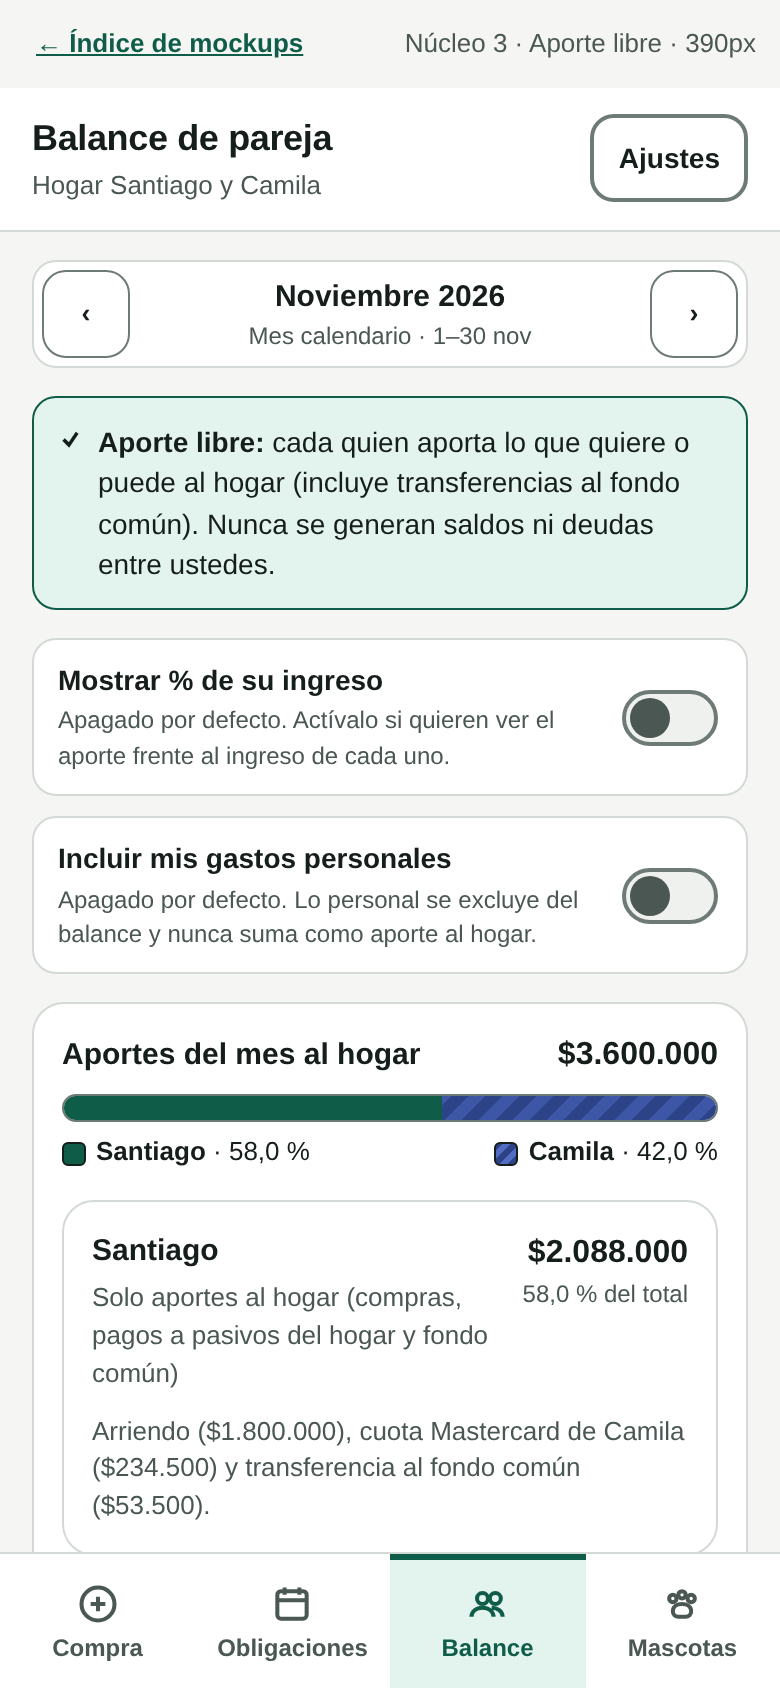 ← Índice de mockups
Núcleo 3 · Aporte libre · 390px
Balance de pareja
Hogar Santiago y Camila
Ajustes
‹
Noviembre 2026
Mes calendario · 1–30 nov
›
Aporte libre: cada quien aporta lo que quiere o
puede al hogar (incluye transferencias al fondo
común). Nunca se generan saldos ni deudas
entre ustedes.
Mostrar % de su ingreso
Apagado por defecto. Actívalo si quieren ver el
aporte frente al ingreso de cada uno.
Incluir mis gastos personales
Apagado por defecto. Lo personal se excluye del
balance y nunca suma como aporte al hogar.
Aportes del mes al hogar
$3.600.000
Santiago · 58,0 %
Camila · 42,0 %
Santiago
$2.088.000
Solo aportes al hogar (compras,
pagos a pasivos del hogar y fondo
común)
58,0 % del total
Arriendo ($1.800.000), cuota Mastercard de Camila
($234.500) y transferencia al fondo común
($53.500).
Compra
Obligaciones
Balance
Mascotas